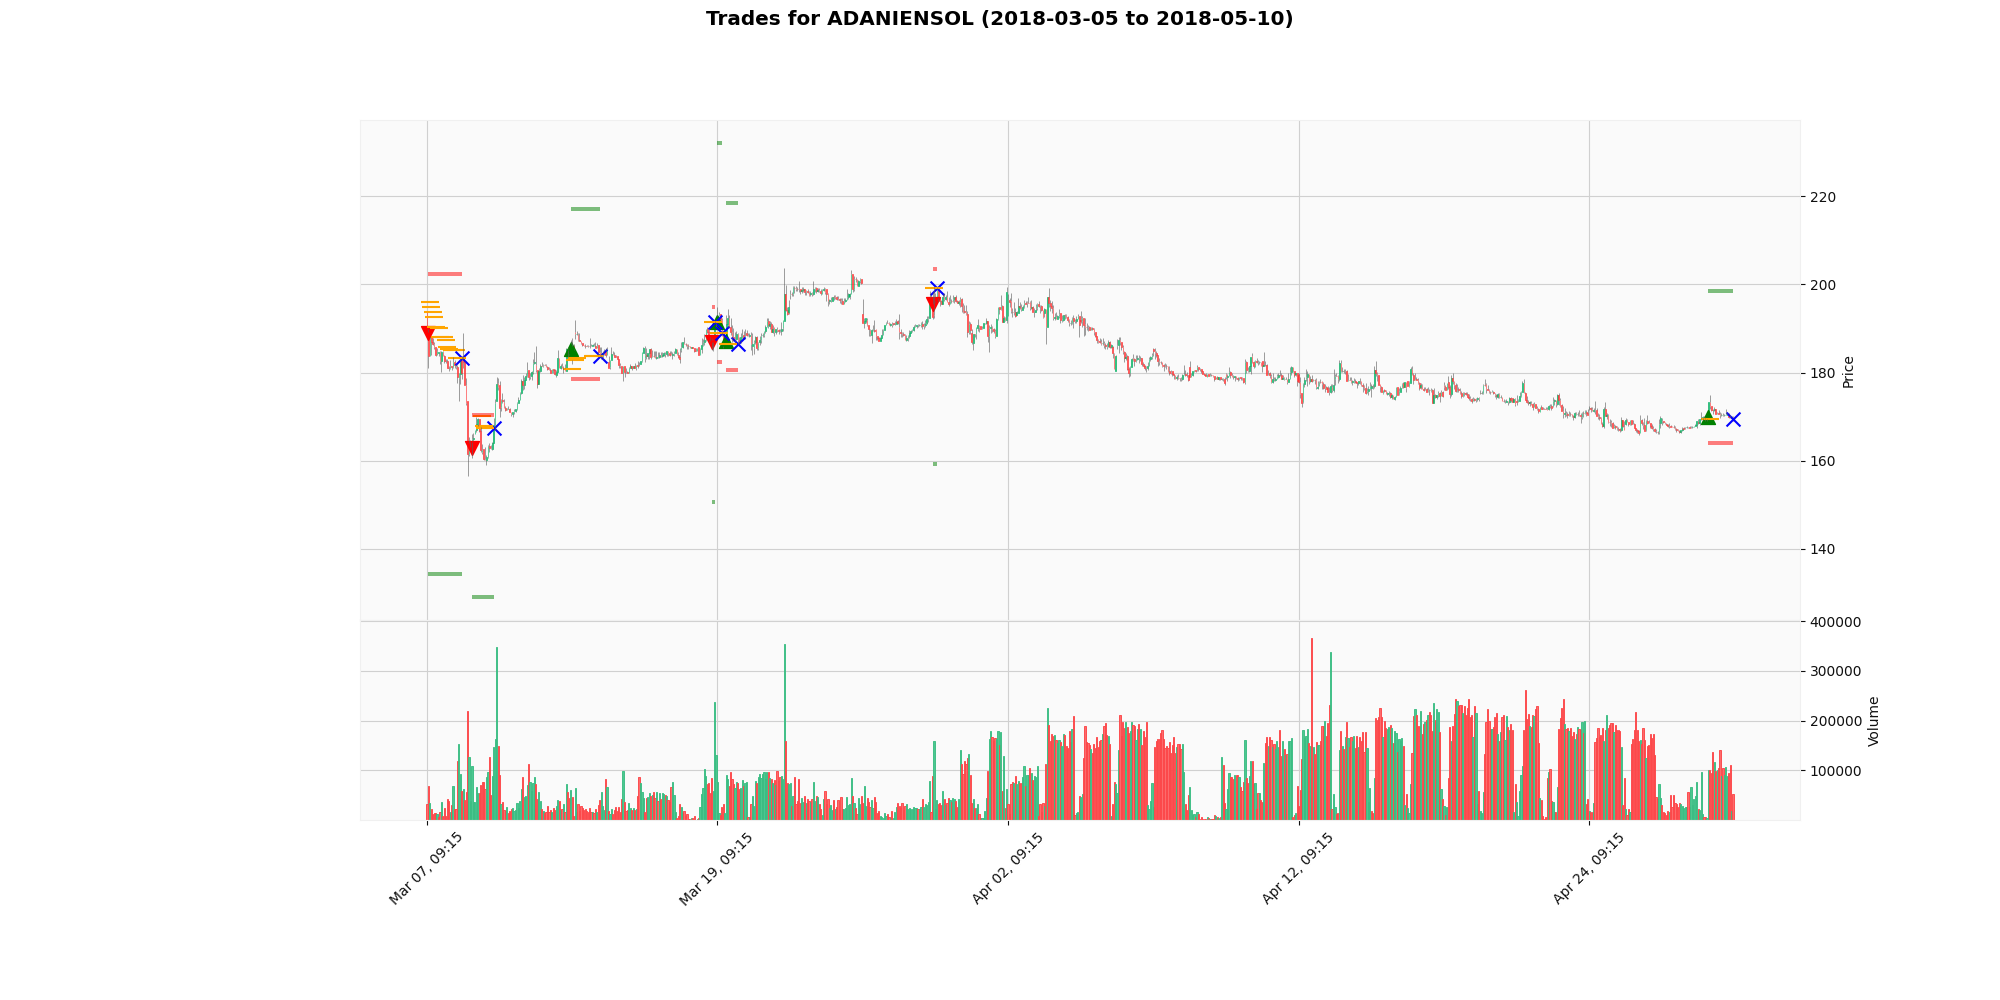 Trades for ADANIENSOL (2018-03-05 to 2018-05-10)
220
200
180
160
140
Price
400000
300000
200000
100000
Volume
Mar 07, 09:15
Mar 19, 09:15
Apr 02, 09:15
Apr 12, 09:15
Apr 24, 09:15